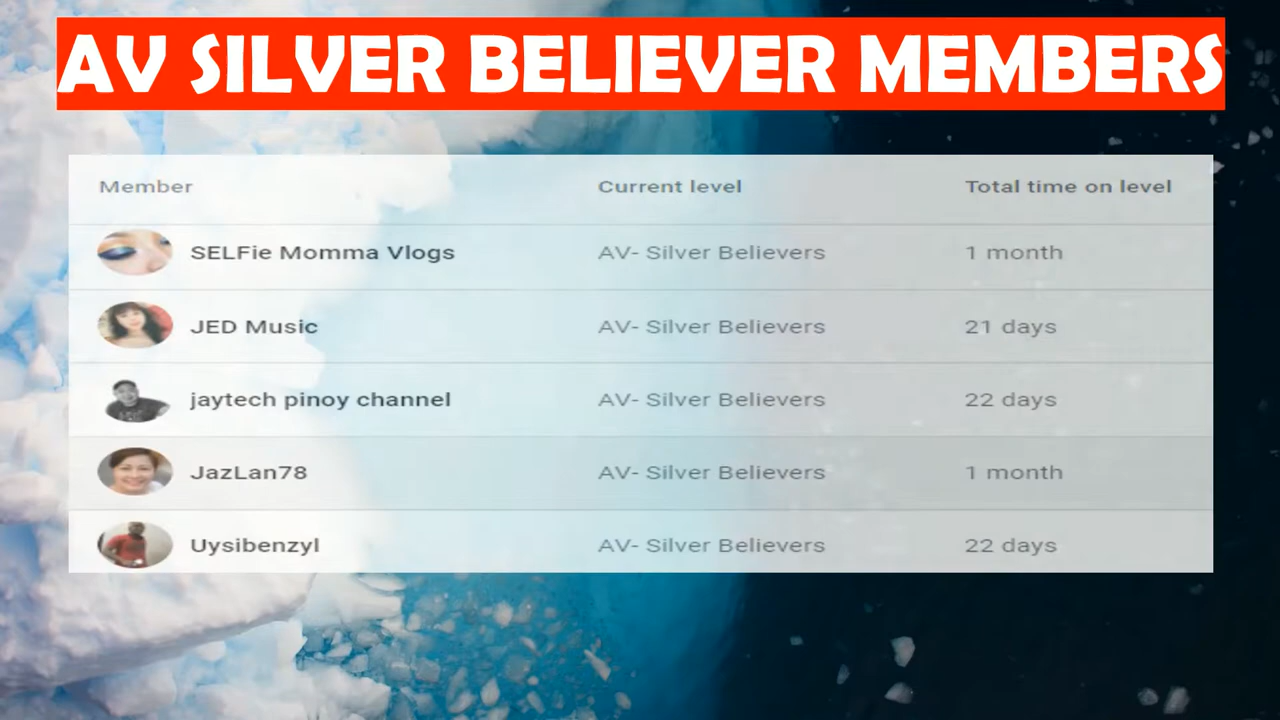 AV SILVER BELIEVER MEMBERS
Member Current level Total time on level
SELFie Momma Vlogs AV- Silver Believers 1 month
JED Music AV- Silver Believers 21 days
jaytech pinoy channel AV- Silver Believers 22 days
JazLan78 AV- Silver Believers 1 month
Uysibenzyl AV- Silver Believers 22 days